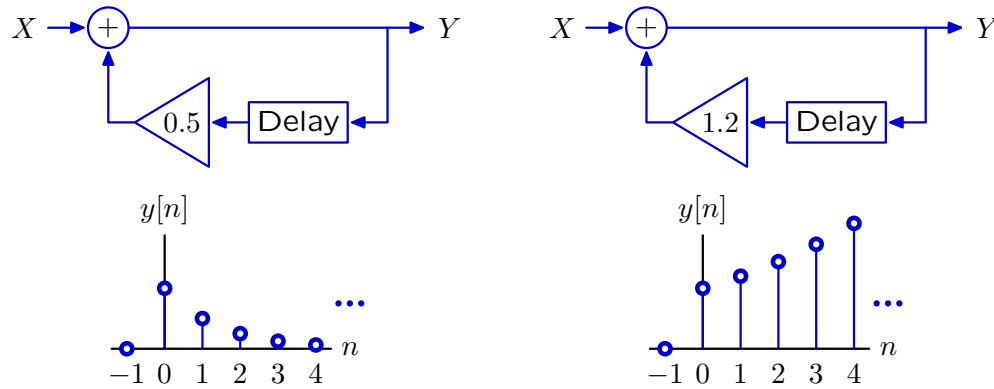 X + Y X + Y
0.5 Delay 1.2 Delay
y[n] y[n]
n n
−1 0 1 2 3 4 −1 0 1 2 3 4